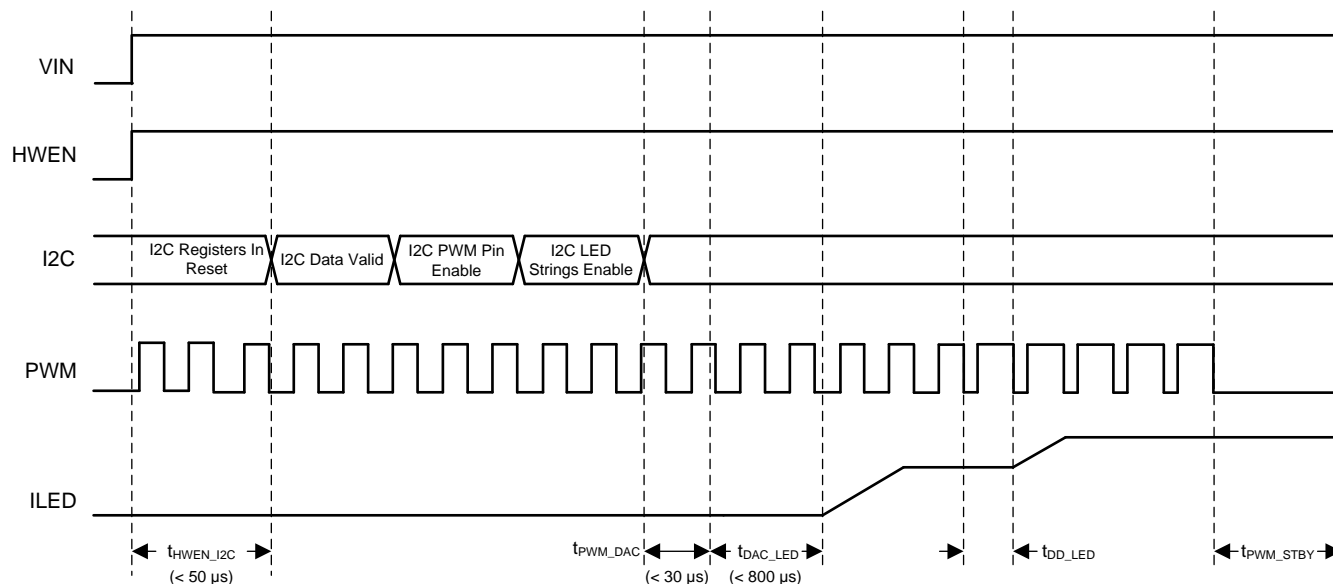 VIN
HWEN
I2C
I2C Registers In
Reset
I2C Data Valid
I2C PWM Pin
Enable
I2C LED
Strings Enable
PWM
ILED
tHWEN_I2C
(< 50 µs)
tPWM_DAC
(< 30 µs)
tDAC_LED
(< 800 µs)
tDD_LED
tPWM_STBY